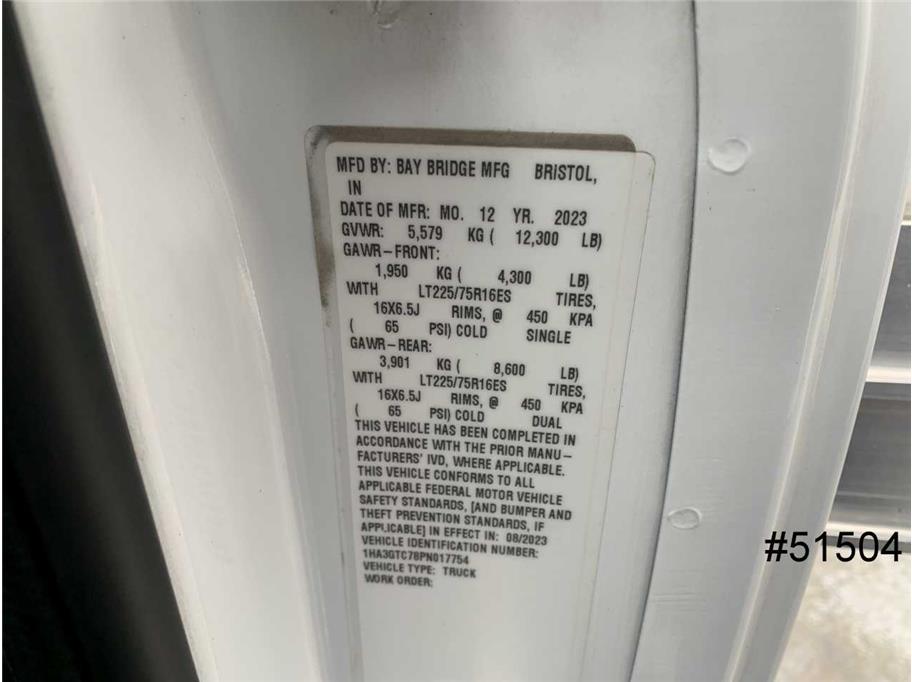 MFD BY: BAY BRIDGE MFG BRISTOL,
IN
DATE OF MFR: MO. 12 YR. 2023
GVWR: 5,579 KG ( 12,300 LB)
GAWR-FRONT:
1,950 KG ( 4,300 LB)
WITH LT225/75R16ES TIRES,
16X6.5J RIMS, @ 450 KPA
( 65 PSI) COLD SINGLE
GAWR-REAR:
3,901 KG ( 8,600 LB)
WITH LT225/75R16ES TIRES,
16X6.5J RIMS, @ 450 KPA
( 65 PSI) COLD DUAL
THIS VEHICLE HAS BEEN COMPLETED IN
ACCORDANCE WITH THE PRIOR MANU-
FACTURERS' IVD, WHERE APPLICABLE.
THIS VEHICLE CONFORMS TO ALL
APPLICABLE FEDERAL MOTOR VEHICLE
SAFETY STANDARDS, [AND BUMPER AND
THEFT PREVENTION STANDARDS, IF
APPLICABLE] IN EFFECT IN: 08/2023
VEHICLE IDENTIFICATION NUMBER:
1HA3GTC78PN017754
VEHICLE TYPE: TRUCK
WORK ORDER:
#51504